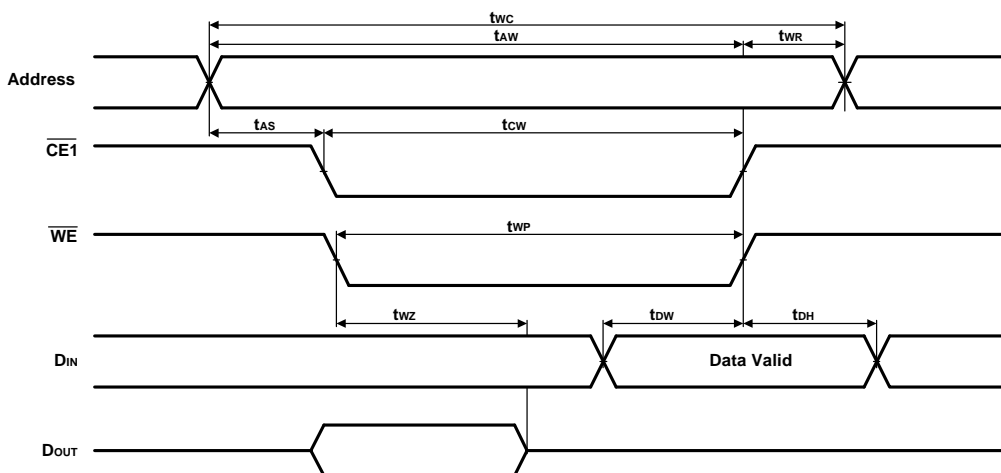 tWC
tAW tWR
Address
tAS tCW
CE1
tWP
WE
tWZ tDW tDH
DIN Data Valid
DOUT